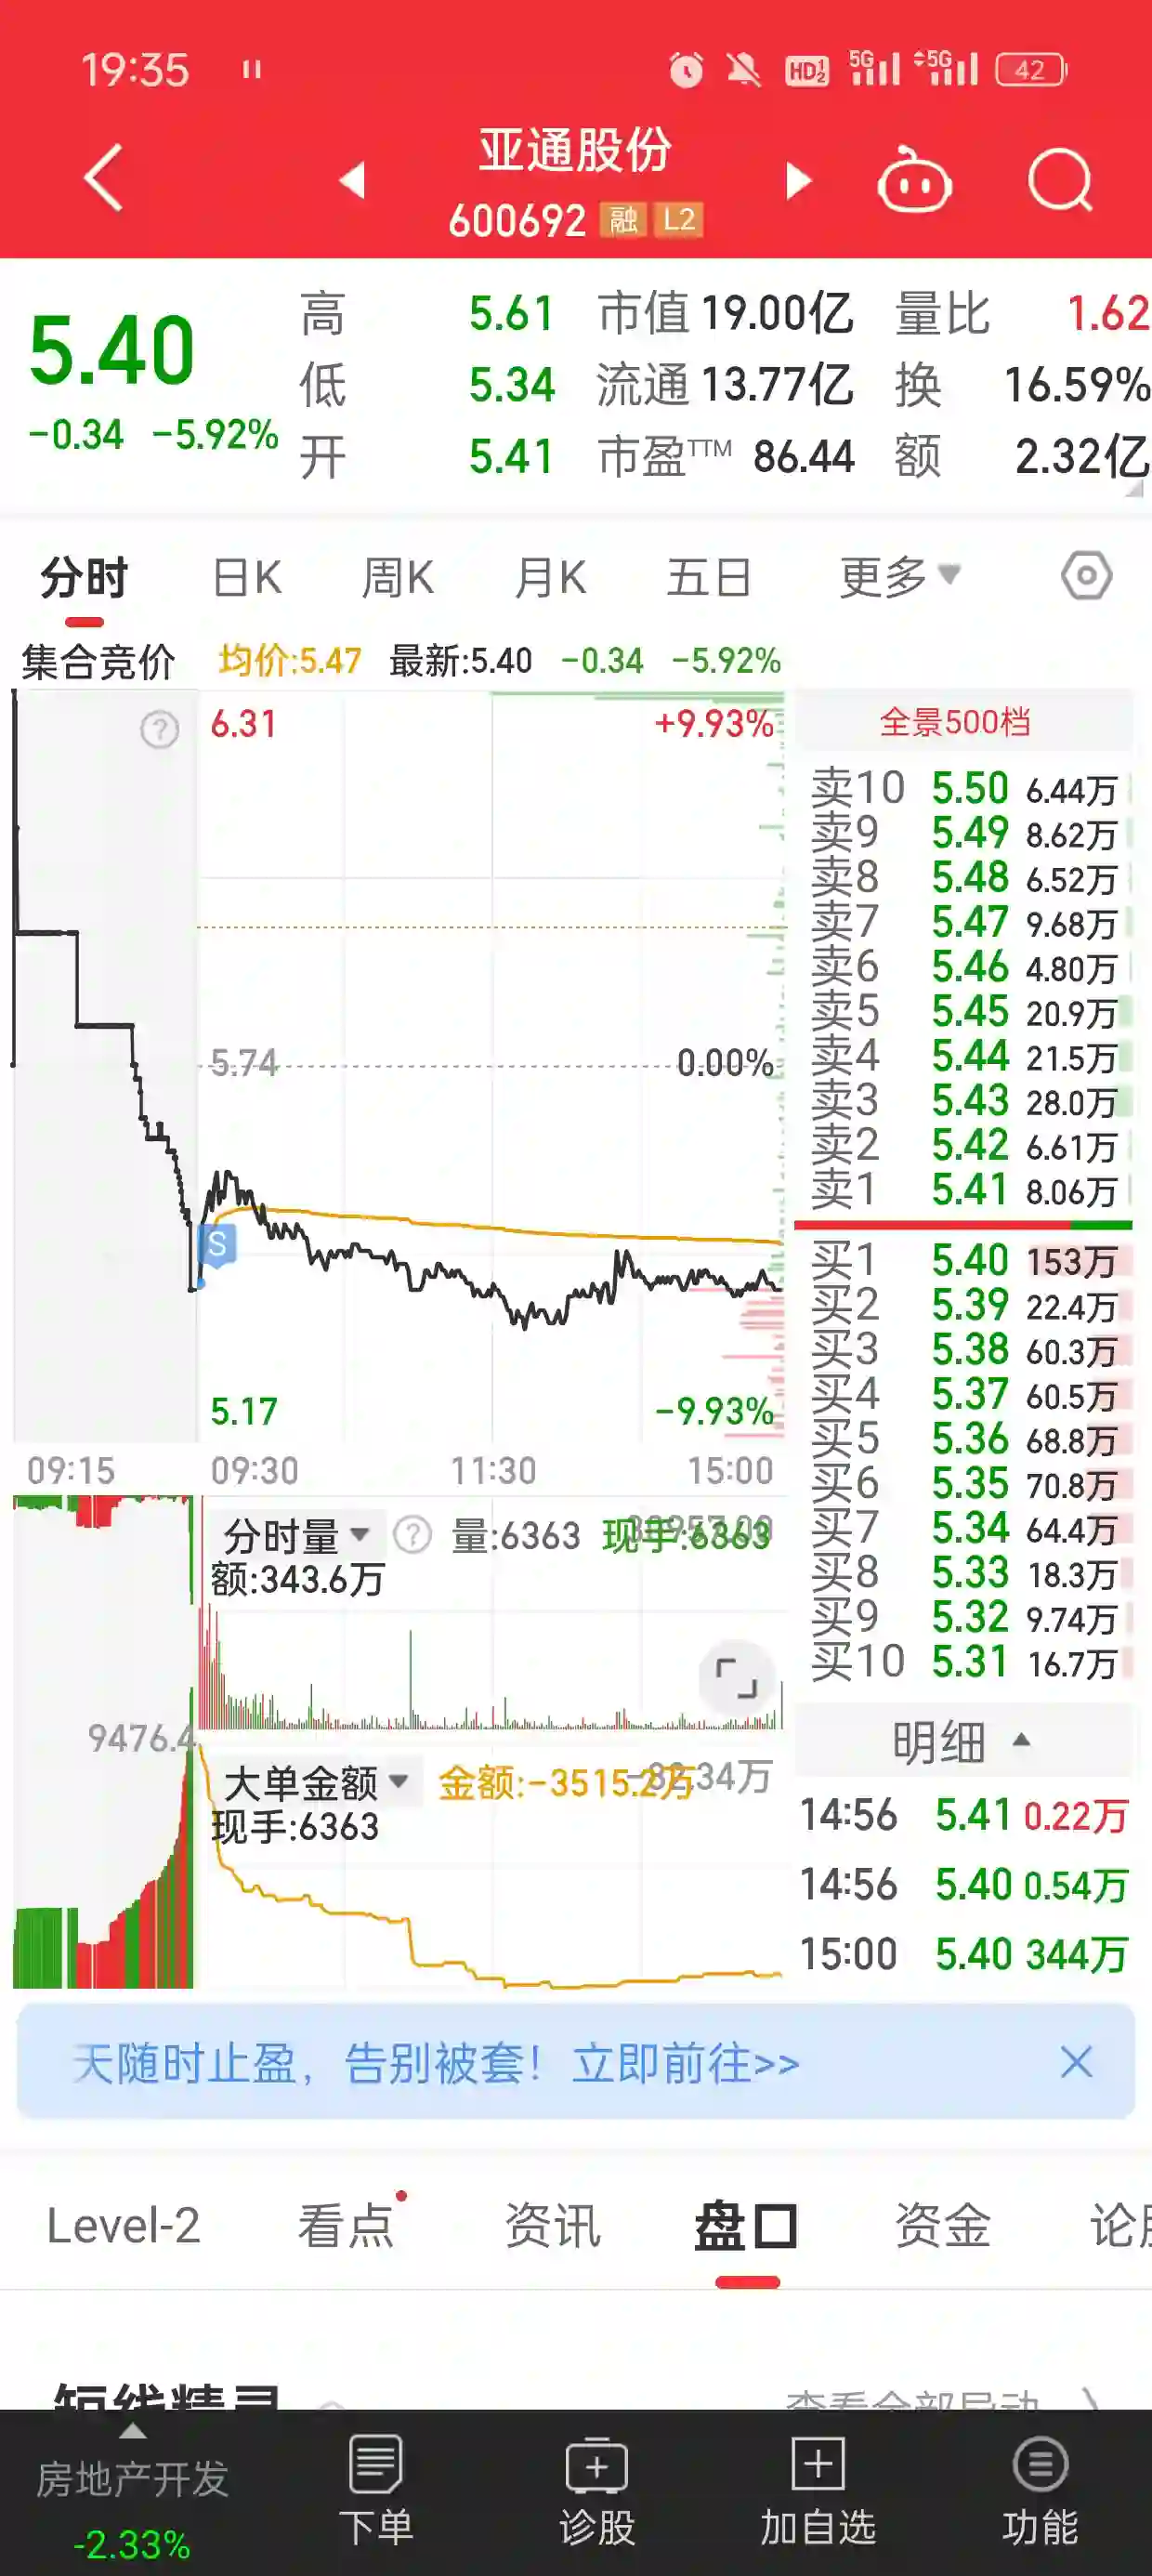 19:35
HD 1 2 5G 5G 42
亚通股份
600692 融 L2
5.40
-0.34 -5.92%
高 5.61 市值 19.00亿 量比 1.62
低 5.34 流通 13.77亿 换 16.59%
开 5.41 市盈TTM 86.44 额 2.32亿
分时 日K 周K 月K 五日 更多
集合竞价 均价:5.47 最新:5.40 -0.34 -5.92%
? 6.31 +9.93%
5.74 0.00%
S
5.17 -9.93%
09:15 09:30 11:30 15:00
全景500档
卖10 5.50 6.44万
卖9 5.49 8.62万
卖8 5.48 6.52万
卖7 5.47 9.68万
卖6 5.46 4.80万
卖5 5.45 20.9万
卖4 5.44 21.5万
卖3 5.43 28.0万
卖2 5.42 6.61万
卖1 5.41 8.06万
买1 5.40 153万
买2 5.39 22.4万
买3 5.38 60.3万
买4 5.37 60.5万
买5 5.36 68.8万
买6 5.35 70.8万
买7 5.34 64.4万
买8 5.33 18.3万
买9 5.32 9.74万
买10 5.31 16.7万
分时量 ? 量:6363 现手:6363
额:343.6万
9476.4
大单金额 金额:-3515.2万
现手:6363
明细
14:56 5.41 0.22万
14:56 5.40 0.54万
15:00 5.40 344万
天随时止盈，告别被套！立即前往>>
Level-2 看点 资讯 盘口 资金 论股
短线精灵
查看全部异动
房地产开发
-2.33%
下单 诊股 加自选 功能